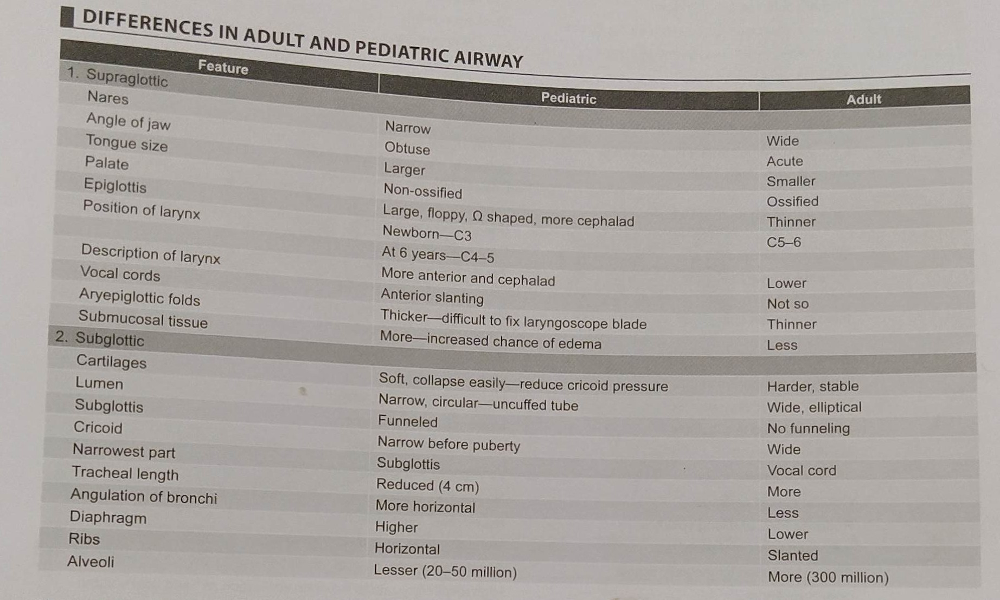 DIFFERENCES IN ADULT AND PEDIATRIC AIRWAY
Feature Pediatric Adult
1. Supraglottic
Nares Narrow Wide
Angle of jaw Obtuse Acute
Tongue size Larger Smaller
Palate Non-ossified Ossified
Epiglottis Large, floppy, Ω shaped, more cephalad Thinner
Position of larynx Newborn—C3 C5–6
At 6 years—C4–5
Description of larynx More anterior and cephalad Lower
Vocal cords Anterior slanting Not so
Aryepiglottic folds Thicker—difficult to fix laryngoscope blade Thinner
Submucosal tissue More—increased chance of edema Less
2. Subglottic
Cartilages Soft, collapse easily—reduce cricoid pressure Harder, stable
Lumen Narrow, circular—uncuffed tube Wide, elliptical
Subglottis Funneled No funneling
Cricoid Narrow before puberty Wide
Narrowest part Subglottis Vocal cord
Tracheal length Reduced (4 cm) More
Angulation of bronchi More horizontal Less
Diaphragm Higher Lower
Ribs Horizontal Slanted
Alveoli Lesser (20–50 million) More (300 million)